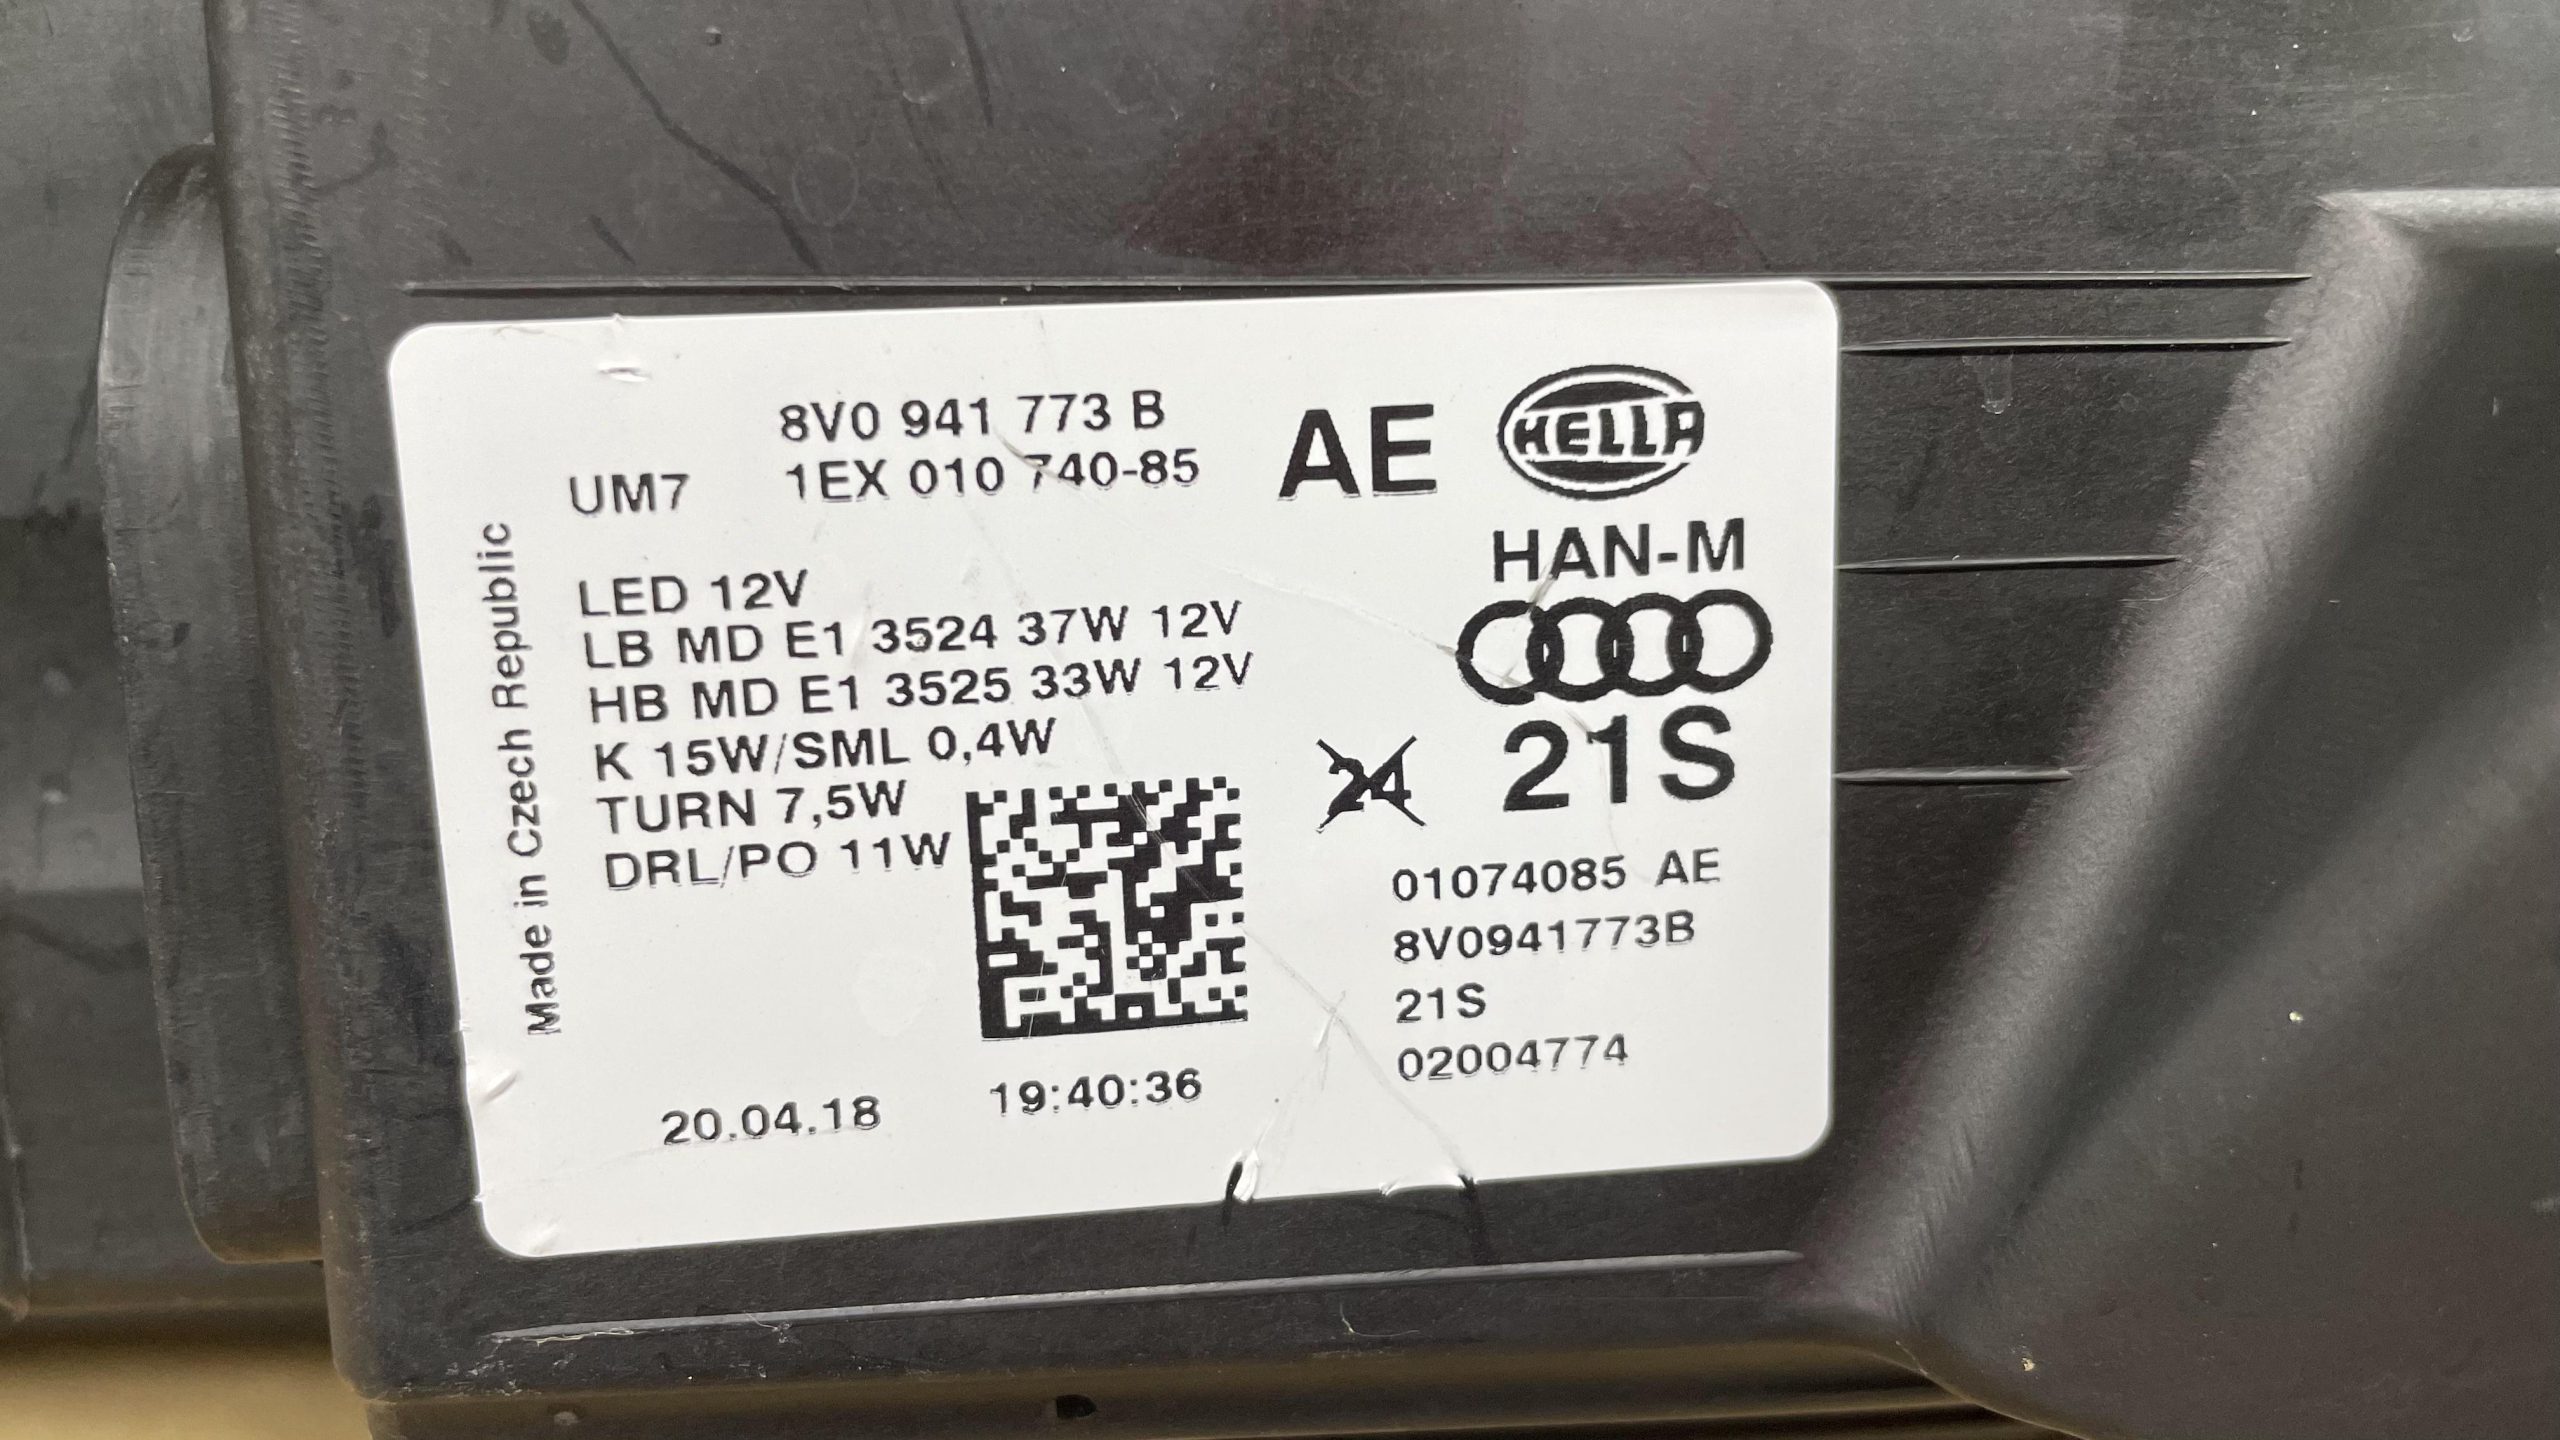 8V0 941 773 B
1EX 010 740-85
UM7
AE
HELLA
HAN-M
Made in Czech Republic
LED 12V
LB MD E1 3524 37W 12V
HB MD E1 3525 33W 12V
K 15W/SML 0,4W
TURN 7,5W
DRL/PO 11W
24
21S
01074085 AE
8V0941773B
21S
02004774
20.04.18
19:40:36